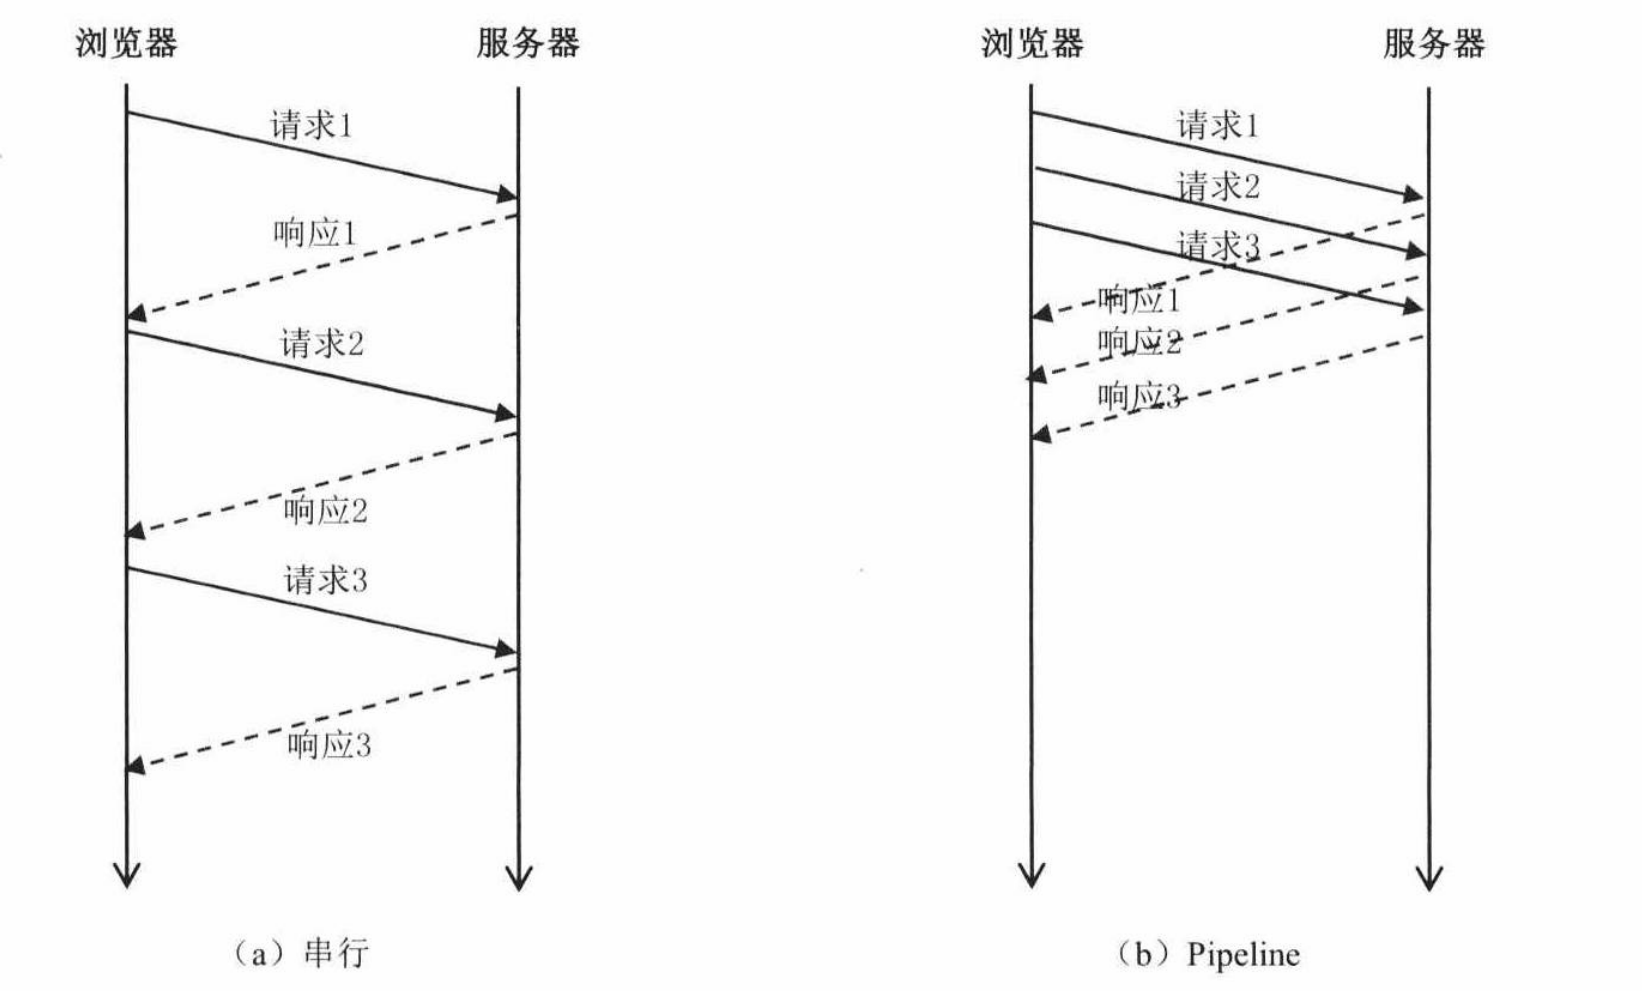 浏览器
服务器
请求1
响应1
请求2
响应2
请求3
响应3
(a) 串行
浏览器
服务器
请求1
请求2
请求3
响应1
响应2
响应3
(b) Pipeline